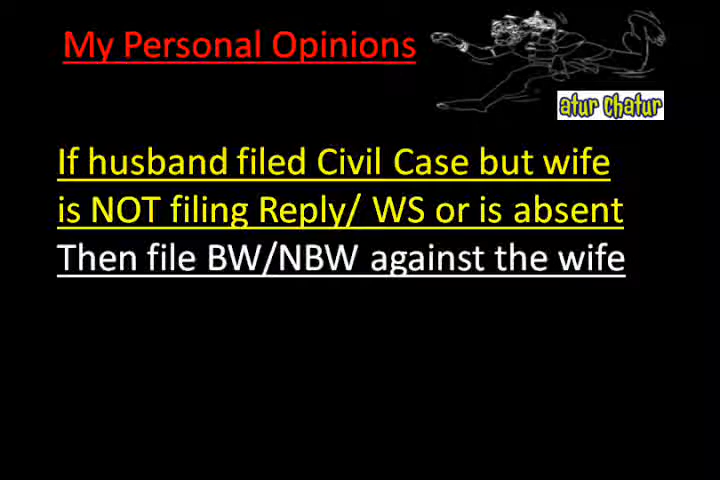 My Personal Opinions
atur chatur
If husband filed Civil Case but wife
is NOT filing Reply/ WS or is absent
Then file BW/NBW against the wife